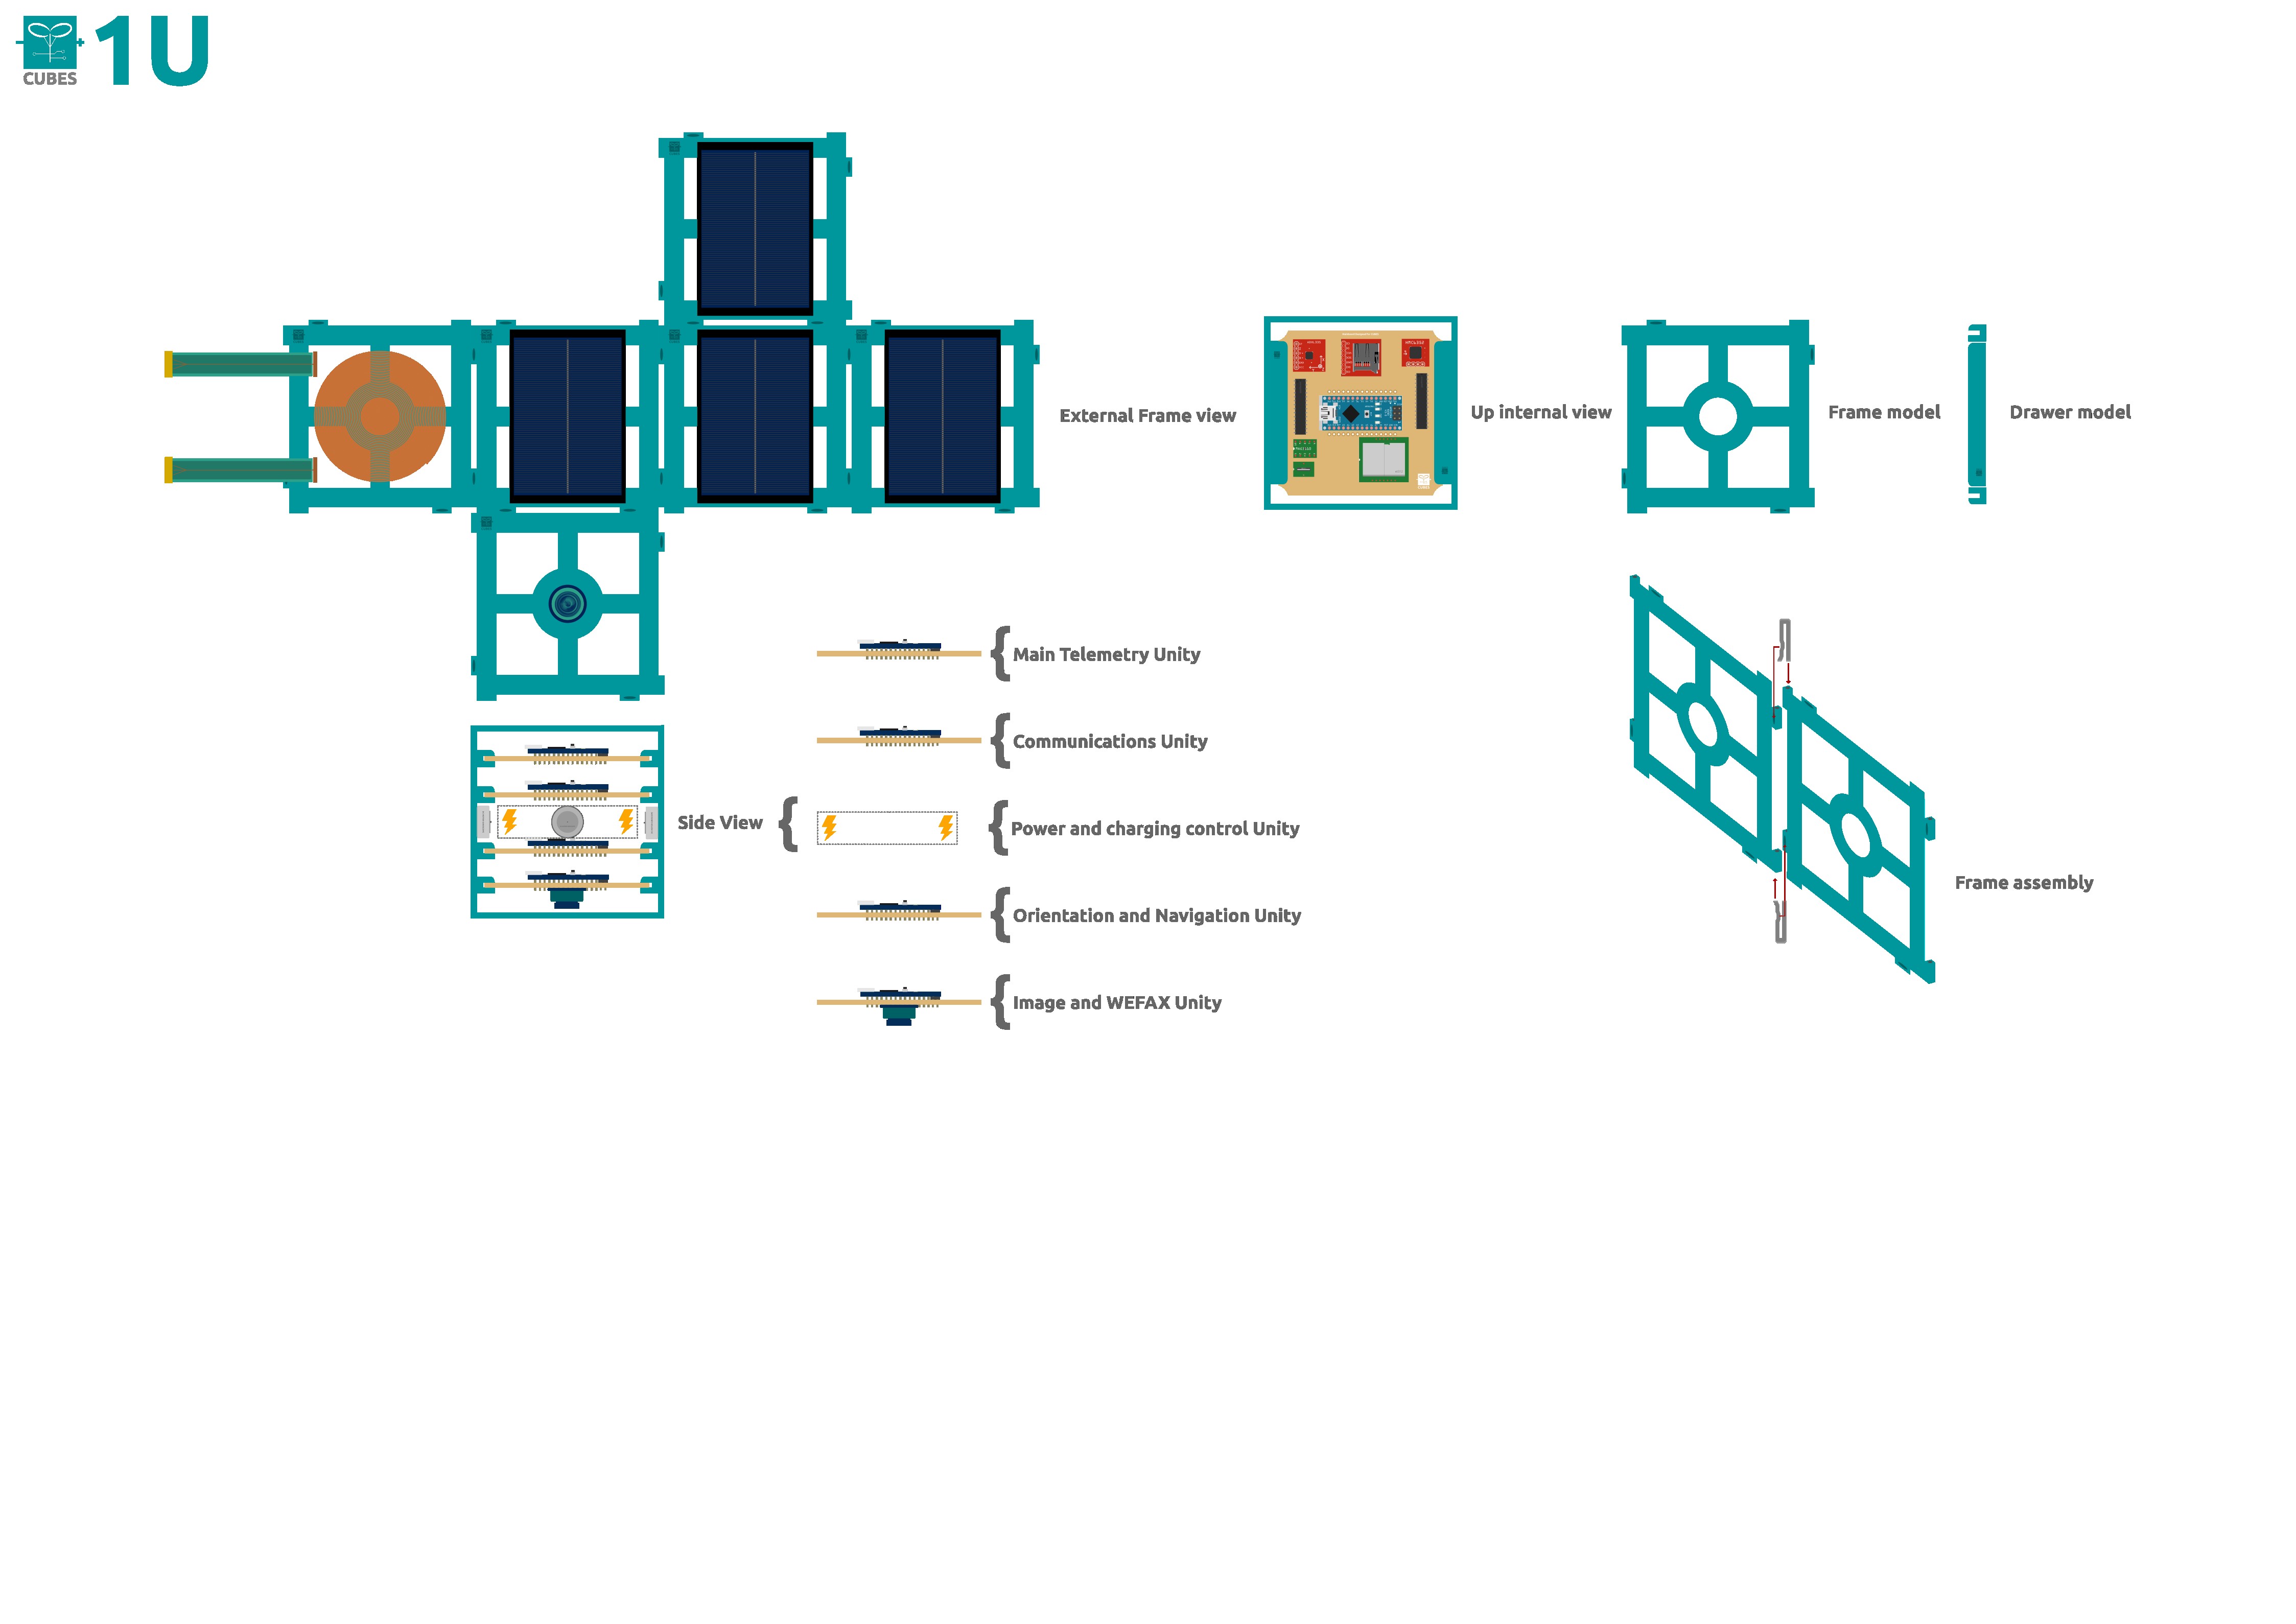 CUBES
1U
External Frame view
Up internal view
Frame model
Drawer model
Main Telemetry Unity
Communications Unity
Side View
Power and charging control Unity
Orientation and Navigation Unity
Image and WEFAX Unity
Frame assembly